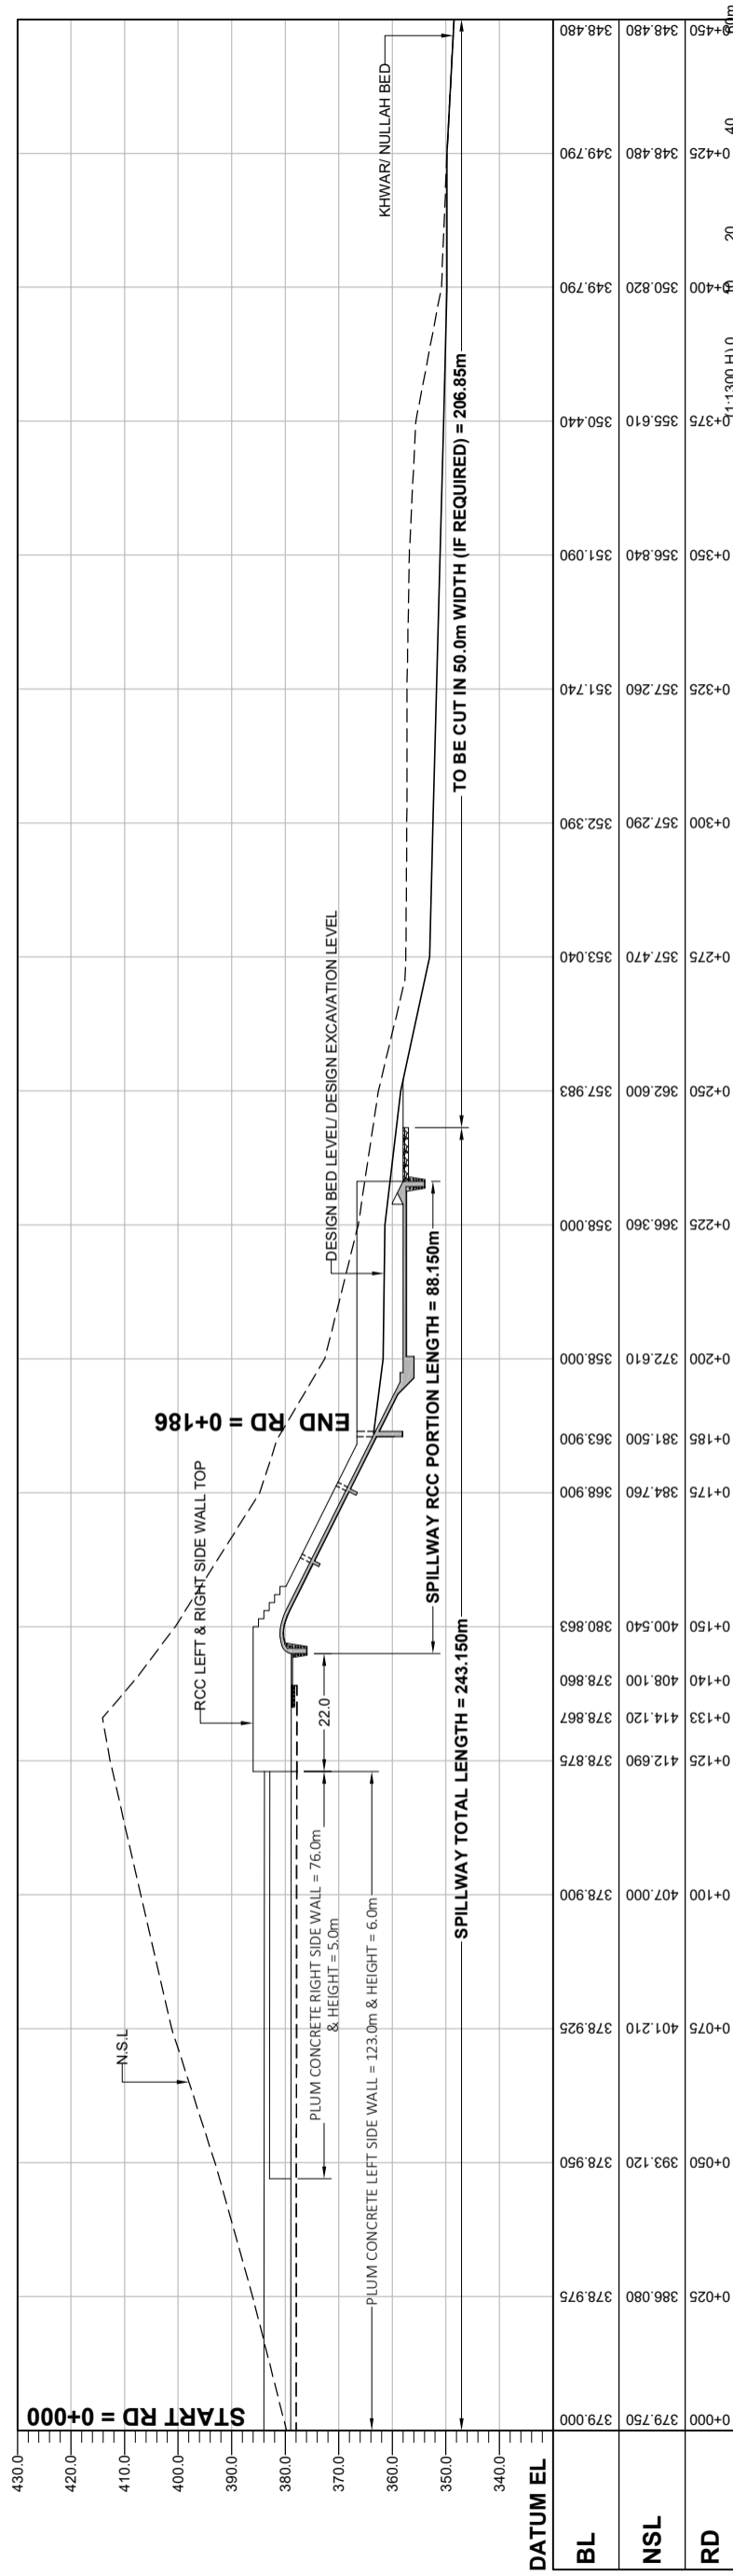 430.0
420.0
410.0
400.0
390.0
380.0
370.0
360.0
350.0
340.0
START RD = 0+000
N.S.L
RCC LEFT & RIGHT SIDE WALL TOP
END RD = 0+186
DESIGN BED LEVEL/ DESIGN EXCAVATION LEVEL
KHWAR/ NULLAH BED
22.0
PLUM CONCRETE RIGHT SIDE WALL = 76.0m
& HEIGHT = 5.0m
PLUM CONCRETE LEFT SIDE WALL = 123.0m & HEIGHT = 6.0m
SPILLWAY RCC PORTION LENGTH = 88.150m
SPILLWAY TOTAL LENGTH = 243.150m
TO BE CUT IN 50.0m WIDTH (IF REQUIRED) = 206.85m
DATUM EL
BL 379.000 378.975 378.950 378.925 378.900 378.875 378.867 378.860 380.863 368.900 363.900 358.000 358.000 357.983 353.040 352.390 351.740 351.090 350.440 349.790 349.790 348.480
NSL 379.750 386.080 393.120 401.210 407.000 412.690 414.120 408.100 400.540 384.760 381.500 372.610 366.360 362.600 357.470 357.290 357.260 356.840 355.610 350.820 348.480 348.480
RD 0+000 0+025 0+050 0+075 0+100 0+125 0+133 0+140 0+150 0+175 0+185 0+200 0+225 0+250 0+275 0+300 0+325 0+350 0+375 0+400 0+425 0+450
(1:1300 H) 0 20 40